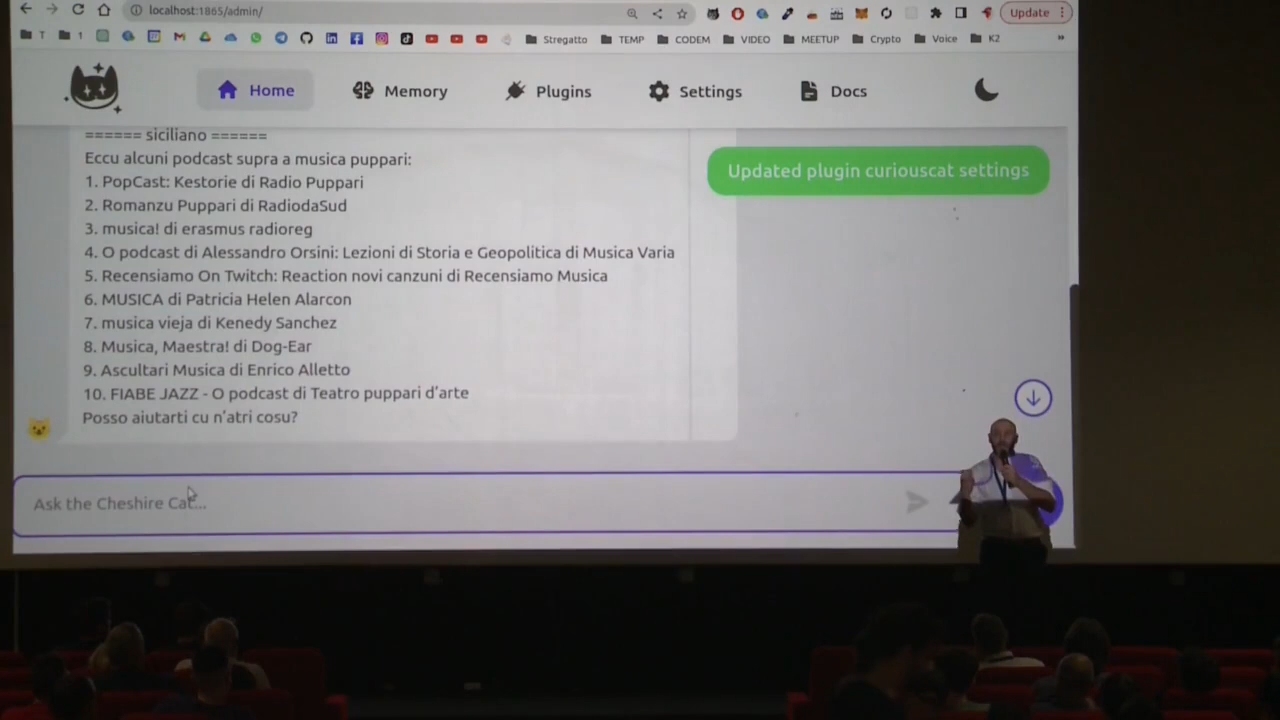 localhost:1865/admin/
Update
T
1
Stregatto
TEMP
CODEM
VIDEO
MEETUP
Crypto
Voice
K2
»
Home
Memory
Plugins
Settings
Docs
====== siciliano ======
Eccu alcuni podcast supra a musica puppari:
1. PopCast: Kestorie di Radio Puppari
2. Romanzu Puppari di RadiodaSud
3. musica! di erasmus radioreg
4. O podcast di Alessandro Orsini: Lezioni di Storia e Geopolitica di Musica Varia
5. Recensiamo On Twitch: Reaction novi canzuni di Recensiamo Musica
6. MUSICA di Patricia Helen Alarcon
7. musica vieja di Kenedy Sanchez
8. Musica, Maestra! di Dog-Ear
9. Ascultari Musica di Enrico Alletto
10. FIABE JAZZ - O podcast di Teatro puppari d'arte
Posso aiutarti cu n'atri cosu?
Updated plugin curiouscat settings
Ask the Cheshire Cat...